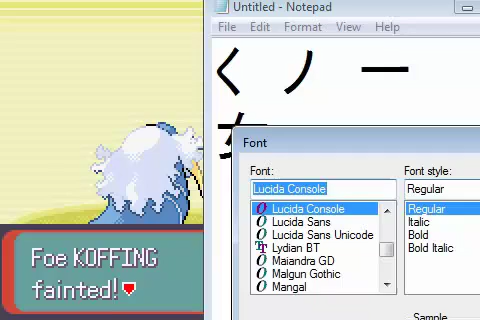 Untitled - Notepad
File Edit Format View Help
く ノ 一
Font
Font: Font style:
Lucida Console Regular
Lucida Console Regular
Lucida Sans Italic
Lucida Sans Unicode Bold
Lydian BT Bold Italic
Maiandra GD
Malgun Gothic
Mangal
Sample
Foe KOFFING
fainted!